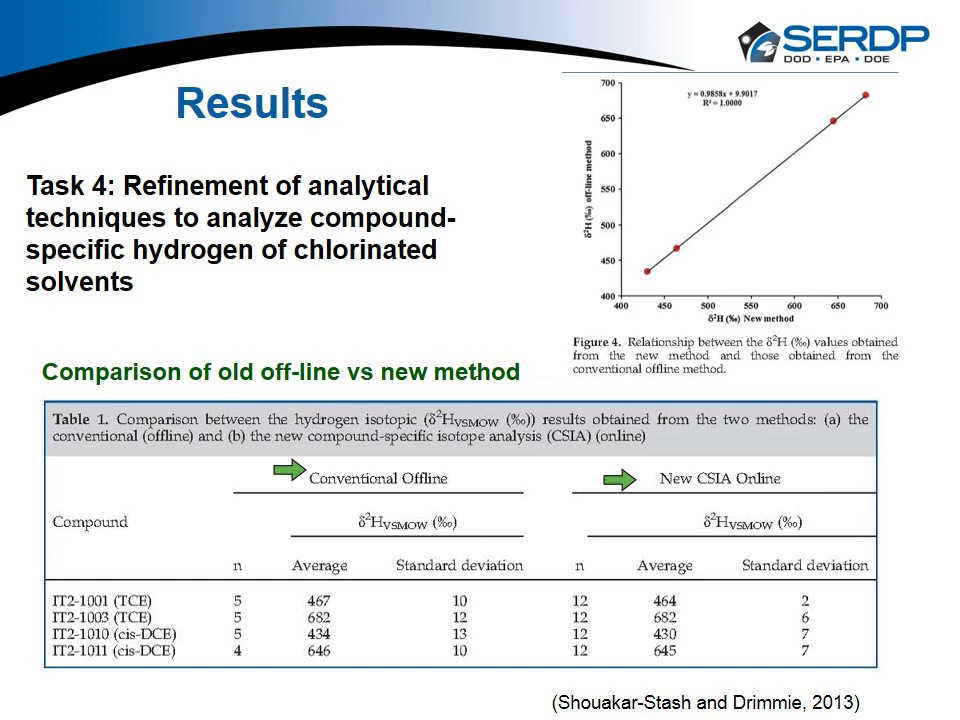 SERDP
DOD • EPA • DOE
Results
Task 4: Refinement of analytical
techniques to analyze compound-
specific hydrogen of chlorinated
solvents
700
650
600
550
500
450
400
δ²H (‰) off-line method
y = 0.9858x + 9.9017
R² = 1.0000
400 450 500 550 600 650 700
δ²H (‰) New method
Figure 4. Relationship between the δ²H (‰) values obtained
from the new method and those obtained from the
conventional offline method.
Comparison of old off-line vs new method
Table 1. Comparison between the hydrogen isotopic (δ²HVSMOW (‰)) results obtained from the two methods: (a) the
conventional (offline) and (b) the new compound-specific isotope analysis (CSIA) (online)
Conventional Offline New CSIA Online
Compound δ²HVSMOW (‰) δ²HVSMOW (‰)
n Average Standard deviation n Average Standard deviation
IT2-1001 (TCE) 5 467 10 12 464 2
IT2-1003 (TCE) 5 682 12 12 682 6
IT2-1010 (cis-DCE) 5 434 13 12 430 7
IT2-1011 (cis-DCE) 4 646 10 12 645 7
(Shouakar-Stash and Drimmie, 2013)